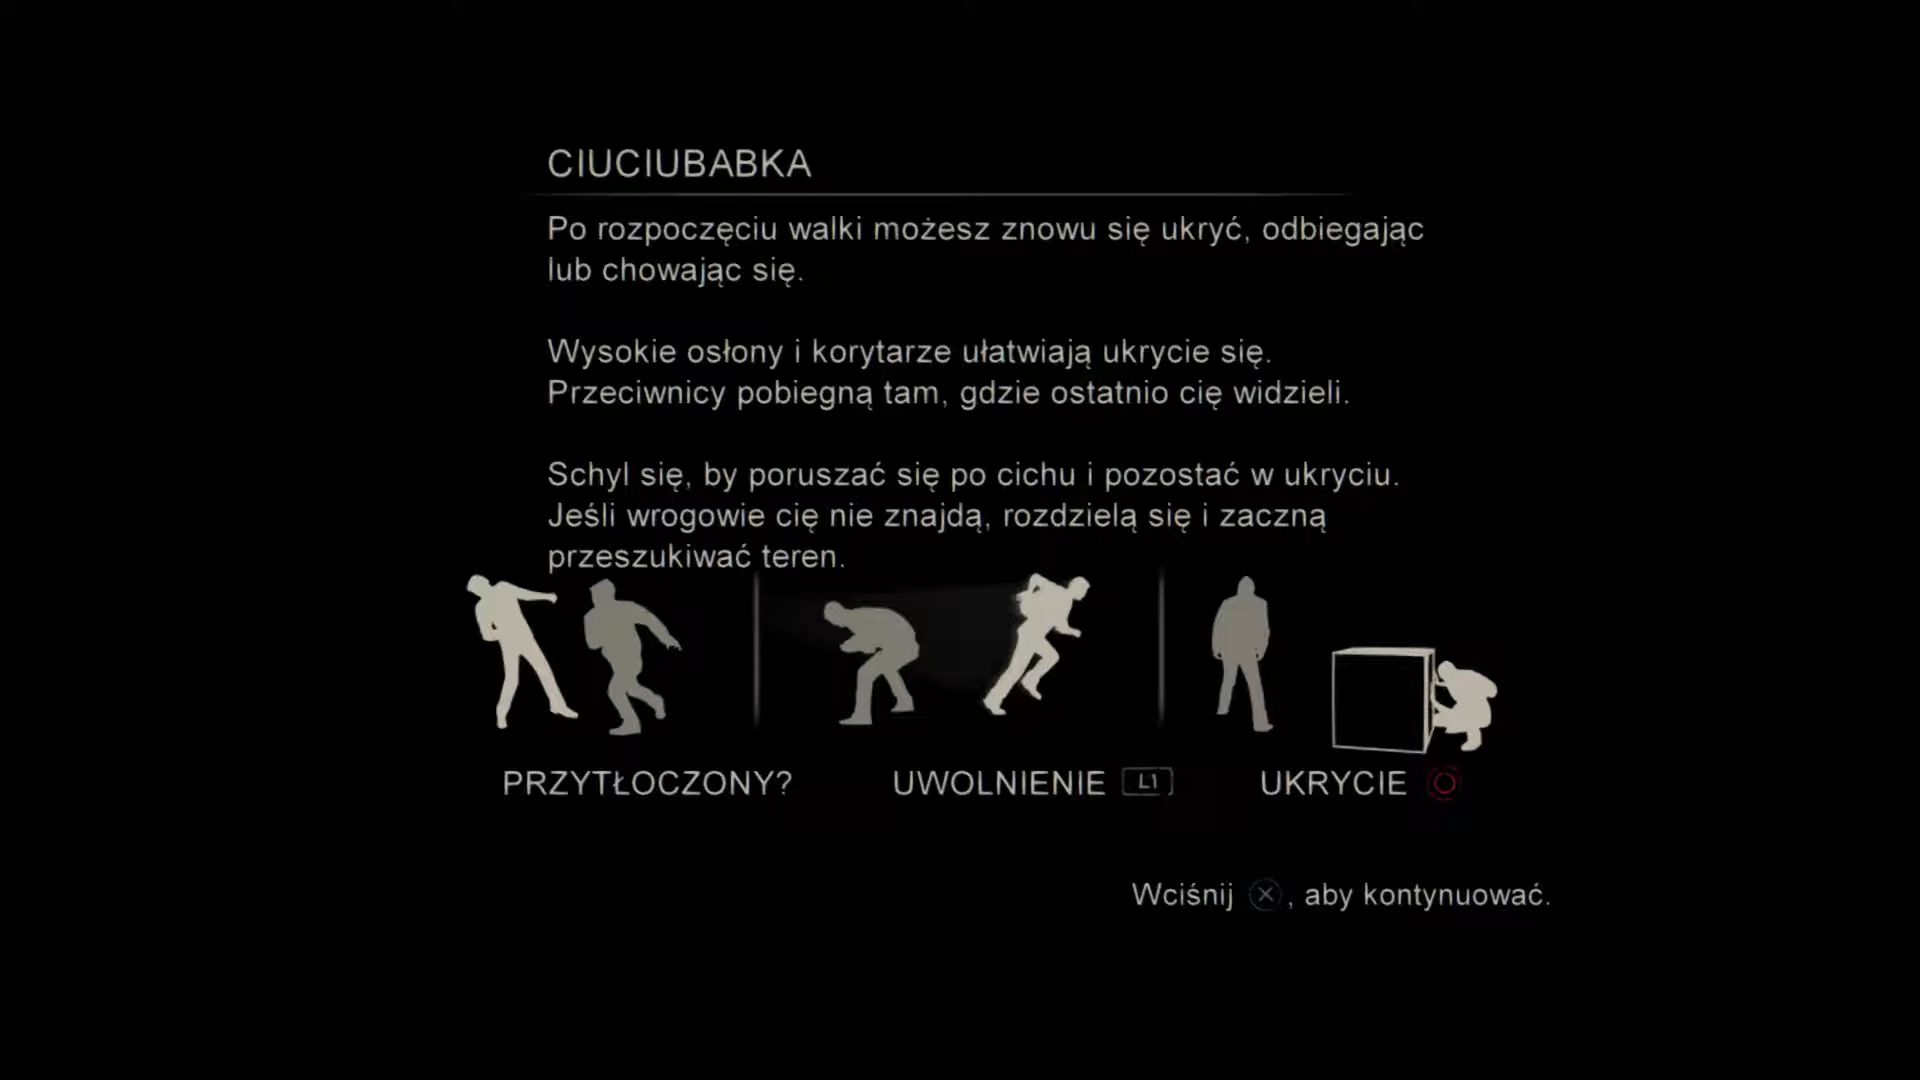 CIUCIUBABKA
Po rozpoczęciu walki możesz znowu się ukryć, odbiegając
lub chowając się.
Wysokie osłony i korytarze ułatwiają ukrycie się.
Przeciwnicy pobiegną tam, gdzie ostatnio cię widzieli.
Schyl się, by poruszać się po cichu i pozostać w ukryciu.
Jeśli wrogowie cię nie znajdą, rozdzielą się i zaczną
przeszukiwać teren.
PRZYTŁOCZONY?
UWOLNIENIE L1
UKRYCIE
Wciśnij , aby kontynuować.